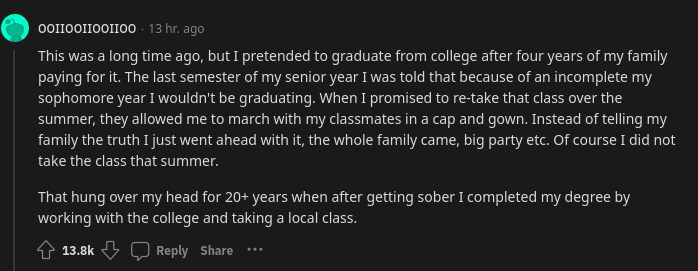 OOIIOOIIOOIIOO · 13 hr. ago
This was a long time ago, but I pretended to graduate from college after four years of my family
paying for it. The last semester of my senior year I was told that because of an incomplete my
sophomore year I wouldn't be graduating. When I promised to re-take that class over the
summer, they allowed me to march with my classmates in a cap and gown. Instead of telling my
family the truth I just went ahead with it, the whole family came, big party etc. Of course I did not
take the class that summer.
That hung over my head for 20+ years when after getting sober I completed my degree by
working with the college and taking a local class.
13.8k Reply Share ···